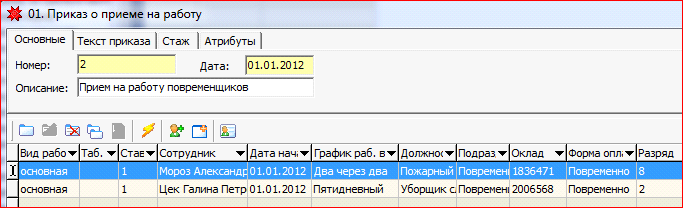 01. Приказ о приеме на работу
Основные Текст приказа Стаж Атрибуты
Номер: 2 Дата: 01.01.2012
Описание: Прием на работу повременщиков
Вид рабо Таб. Став Сотрудник Дата нача График раб. в Должнос Подраз Оклад Форма опл Разряд
основная 1 Мороз Александр 01.01.2012 Два через два Пожарный Повремен 1836471 Повременно 8
основная 1 Цек Галина Петр 01.01.2012 Пятидневный Уборщик с Повремен 2006568 Повременно 2